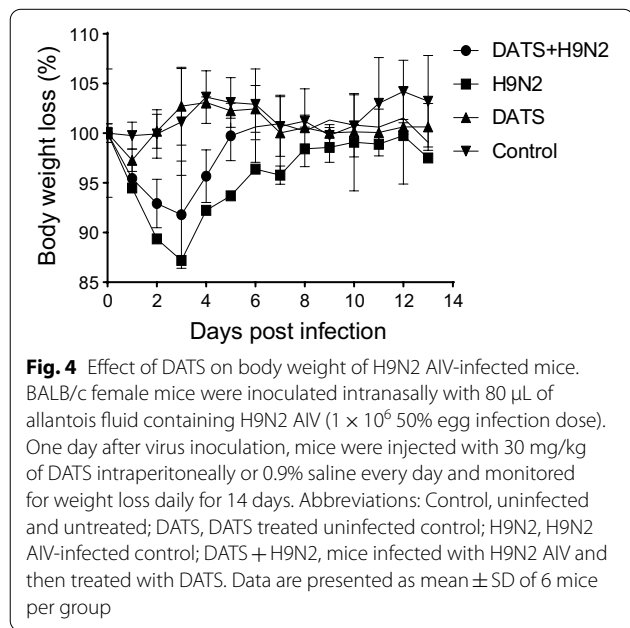 110
105
100
95
90
85
Body weight loss (%)
0 2 4 6 8 10 12 14
Days post infection
DATS+H9N2
H9N2
DATS
Control
Fig. 4 Effect of DATS on body weight of H9N2 AIV-infected mice.
BALB/c female mice were inoculated intranasally with 80 µL of
allantois fluid containing H9N2 AIV (1 × 10⁶ 50% egg infection dose).
One day after virus inoculation, mice were injected with 30 mg/kg
of DATS intraperitoneally or 0.9% saline every day and monitored
for weight loss daily for 14 days. Abbreviations: Control, uninfected
and untreated; DATS, DATS treated uninfected control; H9N2, H9N2
AIV-infected control; DATS + H9N2, mice infected with H9N2 AIV and
then treated with DATS. Data are presented as mean ± SD of 6 mice
per group